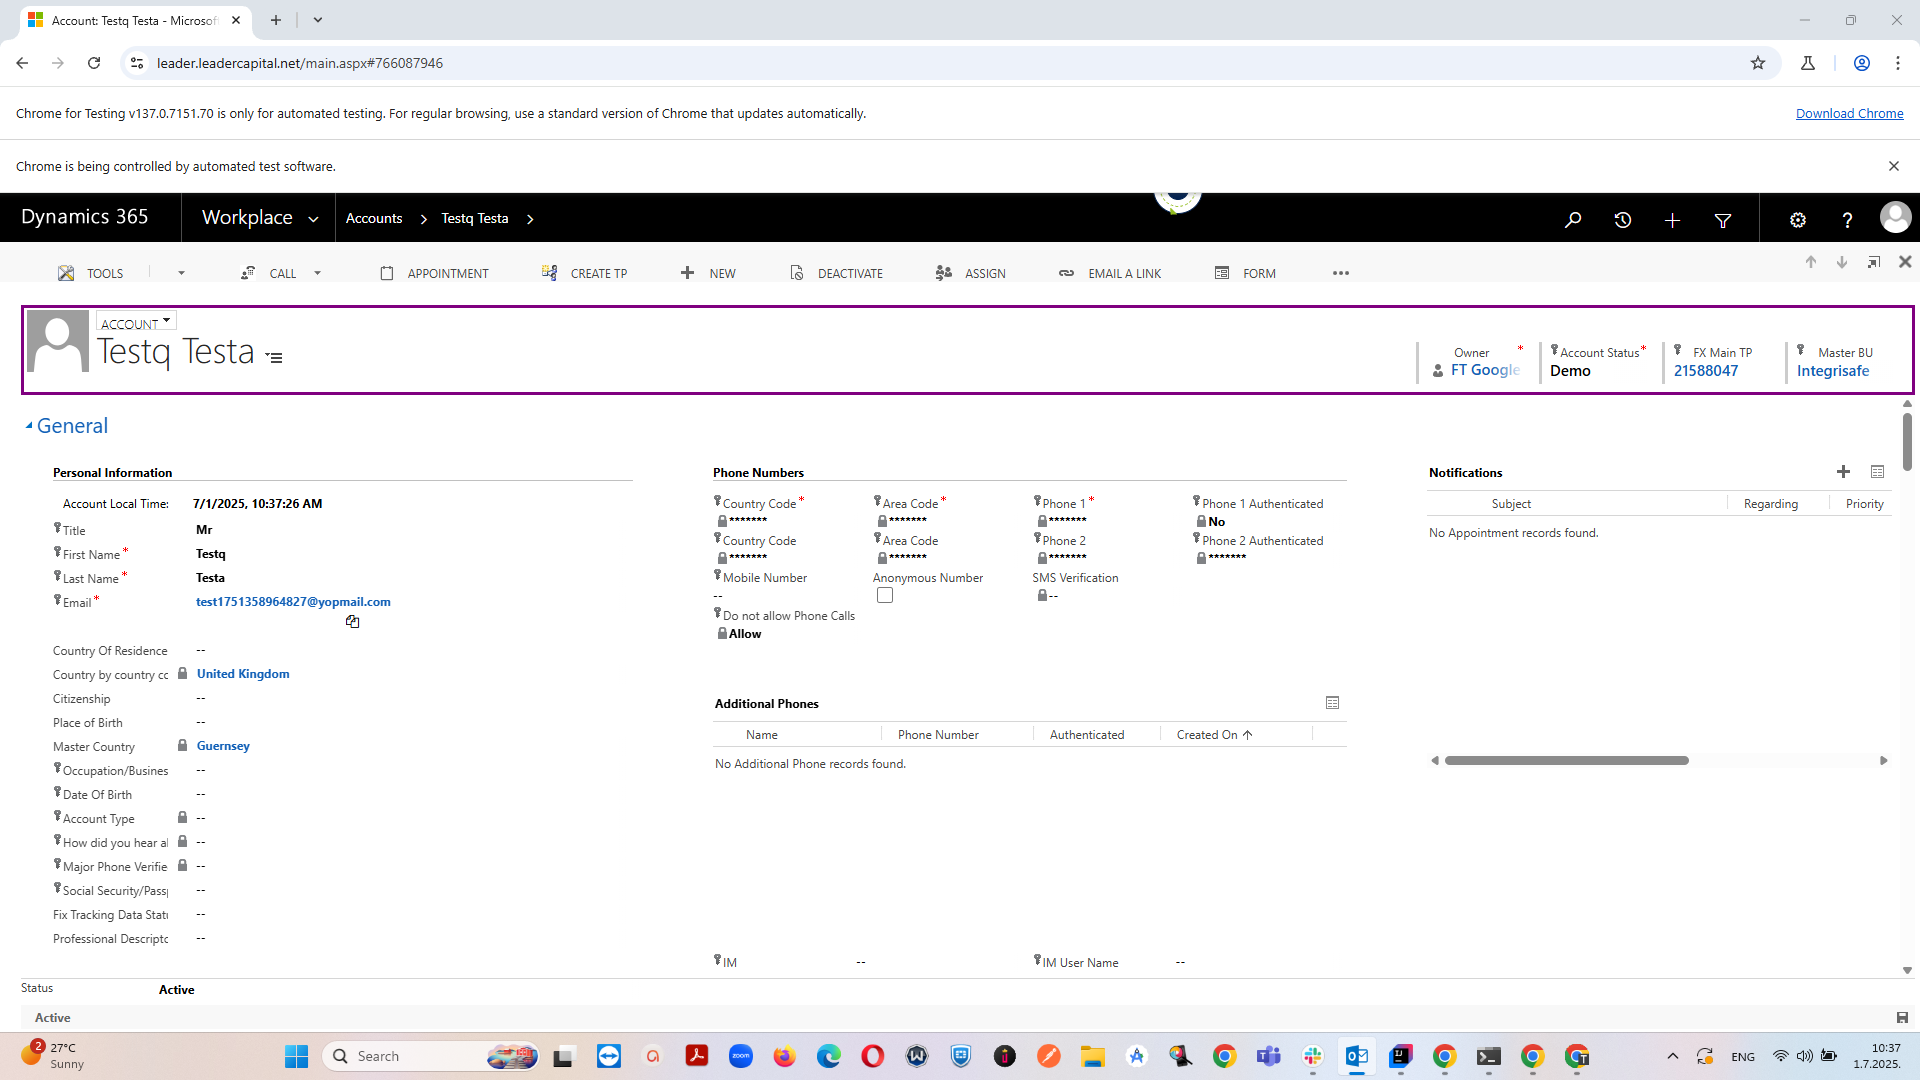 Account: Testq Testa - Microsof
leader.leadercapital.net/main.aspx#766087946
Chrome for Testing v137.0.7151.70 is only for automated testing. For regular browsing, use a standard version of Chrome that updates automatically.
Download Chrome
Chrome is being controlled by automated test software.
Dynamics 365
Workplace
Accounts
Testq Testa
TOOLS
CALL
APPOINTMENT
CREATE TP
NEW
DEACTIVATE
ASSIGN
EMAIL A LINK
FORM
ACCOUNT
Testq Testa
Owner *
FT Google
Account Status *
Demo
FX Main TP
21588047
Master BU
Integrisafe
General
Personal Information
Account Local Time: 7/1/2025, 10:37:26 AM
Title Mr
First Name * Testq
Last Name * Testa
Email * test1751358964827@yopmail.com
Country Of Residence --
Country by country cc United Kingdom
Citizenship --
Place of Birth --
Master Country Guernsey
Occupation/Busines --
Date Of Birth --
Account Type --
How did you hear al --
Major Phone Verifie --
Social Security/Passp --
Fix Tracking Data Statu --
Professional Descripto --
Phone Numbers
Country Code * Area Code * Phone 1 * Phone 1 Authenticated
******* ******* ******* No
Country Code Area Code Phone 2 Phone 2 Authenticated
******* ******* ******* *******
Mobile Number Anonymous Number SMS Verification
-- --
Do not allow Phone Calls
Allow
Additional Phones
Name Phone Number Authenticated Created On
No Additional Phone records found.
IM -- IM User Name --
Notifications
Subject Regarding Priority
No Appointment records found.
Status Active
Active
2
27°C
Sunny
Search
zoom
ENG
10:37
1.7.2025.